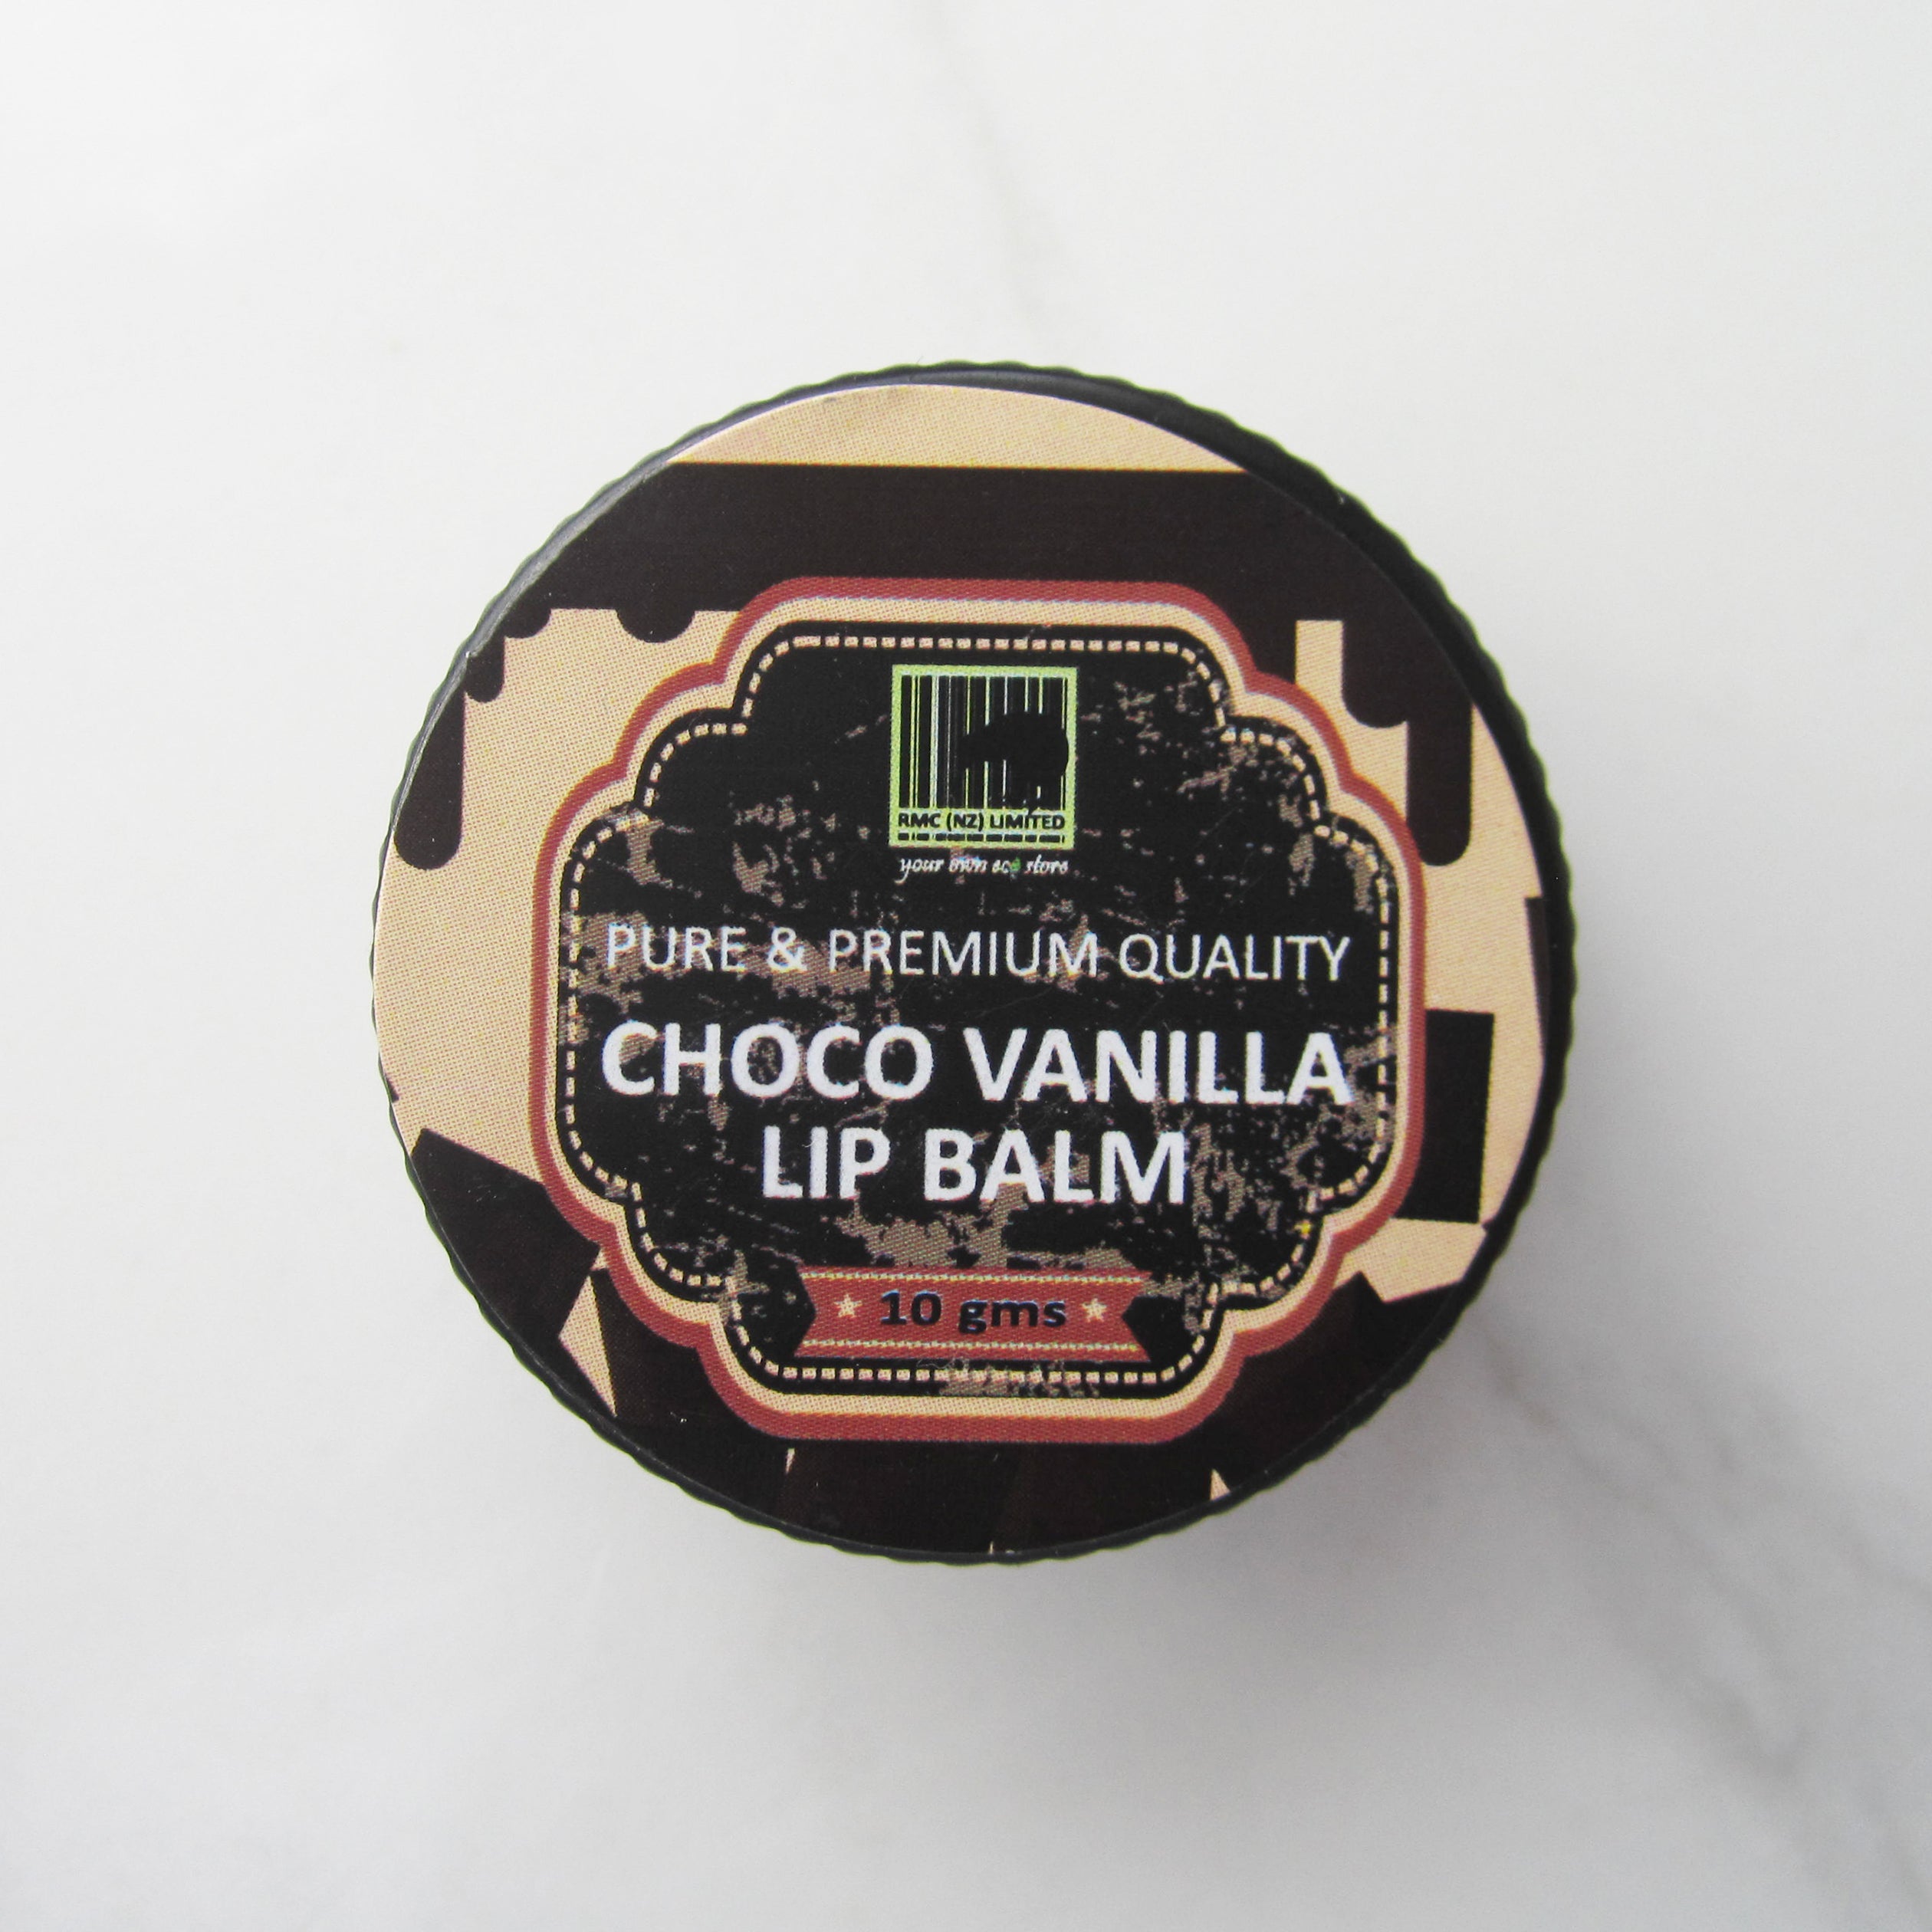 RMC (NZ) LIMITED
your own eco store
PURE & PREMIUM QUALITY
CHOCO VANILLA
LIP BALM
10 gms